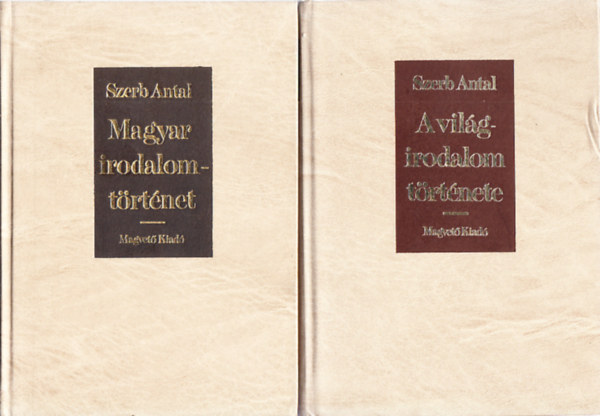 Szerb Antal
Magyar
irodalom-
történet
Magvető Kiadó
Szerb Antal
A világ-
irodalom
története
Magvető Kiadó